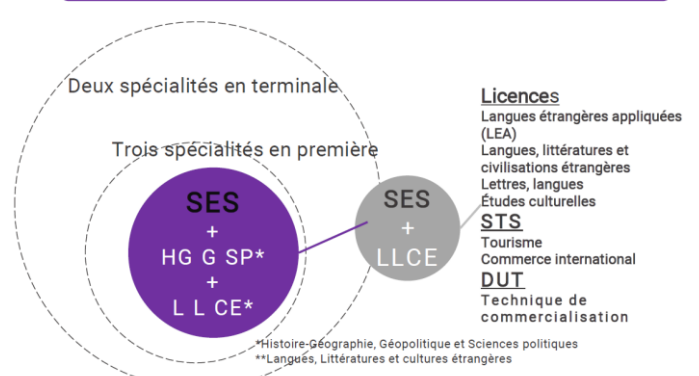 Deux spécialités en terminale
Trois spécialités en première
SES
+
HG G SP*
+
L L CE*
SES
+
LLCE
Licences
Langues étrangères appliquées
(LEA)
Langues, littératures et
civilisations étrangères
Lettres, langues
Études culturelles
STS
Tourisme
Commerce international
DUT
Technique de
commercialisation
*Histoire-Géographie, Géopolitique et Sciences politiques
**Langues, Littératures et cultures étrangères